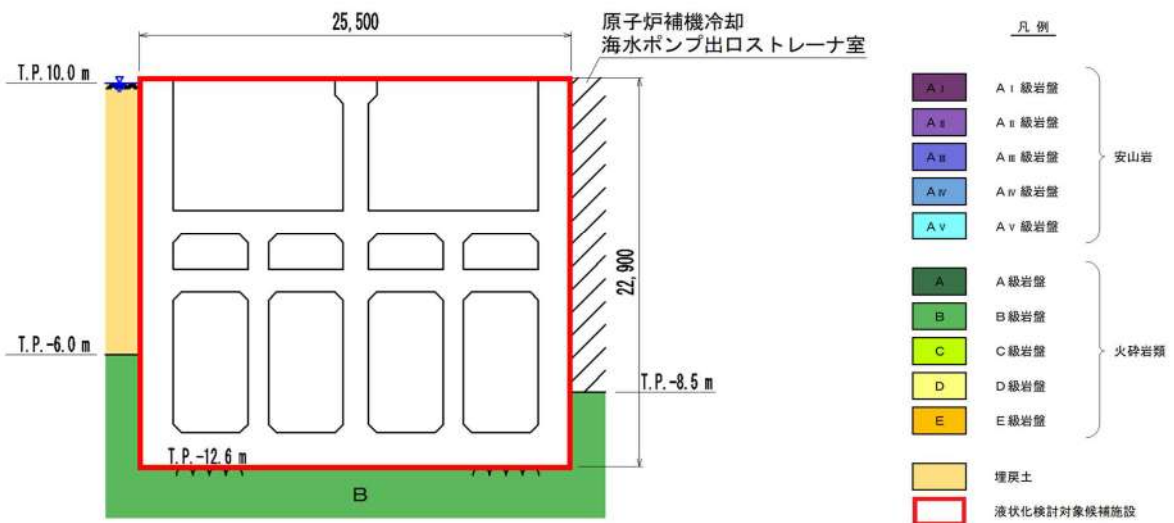 25,500
原子炉補機冷却
海水ポンプ出口ストレーナ室
T.P.10.0 m
22,900
T.P.-6.0 m
T.P.-8.5 m
T.P.-12.6 m
B
凡 例
AⅠ AⅠ級岩盤
AⅡ AⅡ級岩盤
AⅢ AⅢ級岩盤
AⅣ AⅣ級岩盤
AⅤ AⅤ級岩盤
安山岩
A A級岩盤
B B級岩盤
C C級岩盤
D D級岩盤
E E級岩盤
火砕岩類
埋戻土
液状化検討対象候補施設